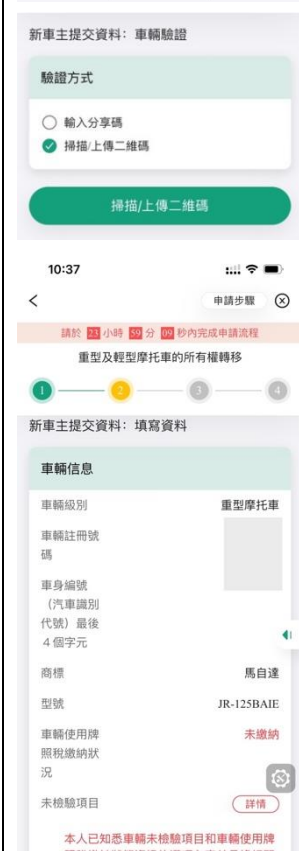 新車主提交資料：車輛驗證
驗證方式
輸入分享碼
掃描/上傳二維碼
掃描/上傳二維碼
10:37
申請步驟
請於 23 小時 59 分 09 秒內完成申請流程
重型及輕型摩托車的所有權轉移
1 2 3 4
新車主提交資料：填寫資料
車輛信息
車輛級別 重型摩托車
車輛註冊號
碼
車身編號
（汽車識別
代號）最後
４個字元
商標 馬自達
型號 JR-125BAIE
車輛使用牌 未繳納
照稅繳納狀
況
未檢驗項目 詳情
本人已知悉車輛未檢驗項目和車輛使用牌